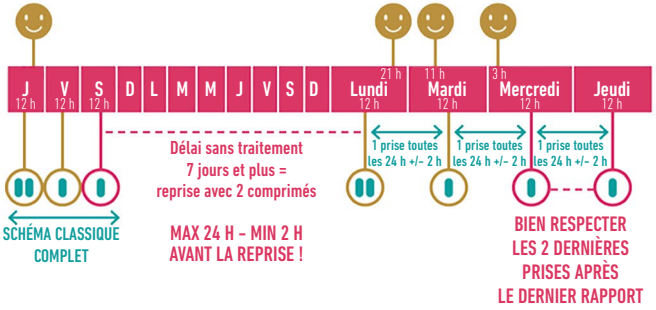 21 h
11 h
3 h
J V S D L M M J V S D Lundi Mardi Mercredi Jeudi
12 h 12 h 12 h 12 h 12 h 12 h 12 h
Délai sans traitement
7 jours et plus =
reprise avec 2 comprimés
MAX 24 H - MIN 2 H
AVANT LA REPRISE !
1 prise toutes
les 24 h +/- 2 h
1 prise toutes
les 24 h +/- 2 h
1 prise toutes
les 24 h +/- 2 h
SCHÉMA CLASSIQUE
COMPLET
BIEN RESPECTER
LES 2 DERNIÈRES
PRISES APRÈS
LE DERNIER RAPPORT